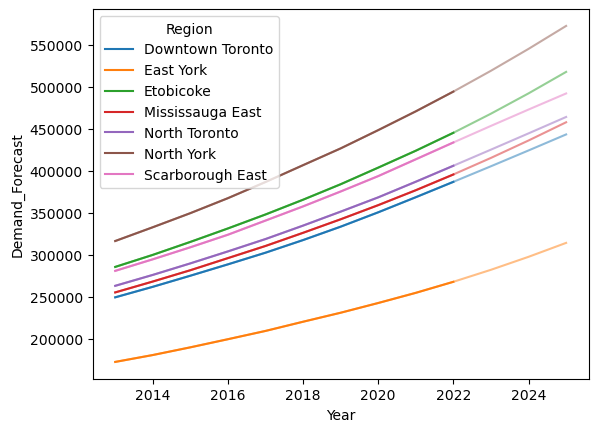 Region
Downtown Toronto
East York
Etobicoke
Mississauga East
North Toronto
North York
Scarborough East
550000
500000
450000
400000
350000
300000
250000
200000
Demand_Forecast
2014 2016 2018 2020 2022 2024
Year